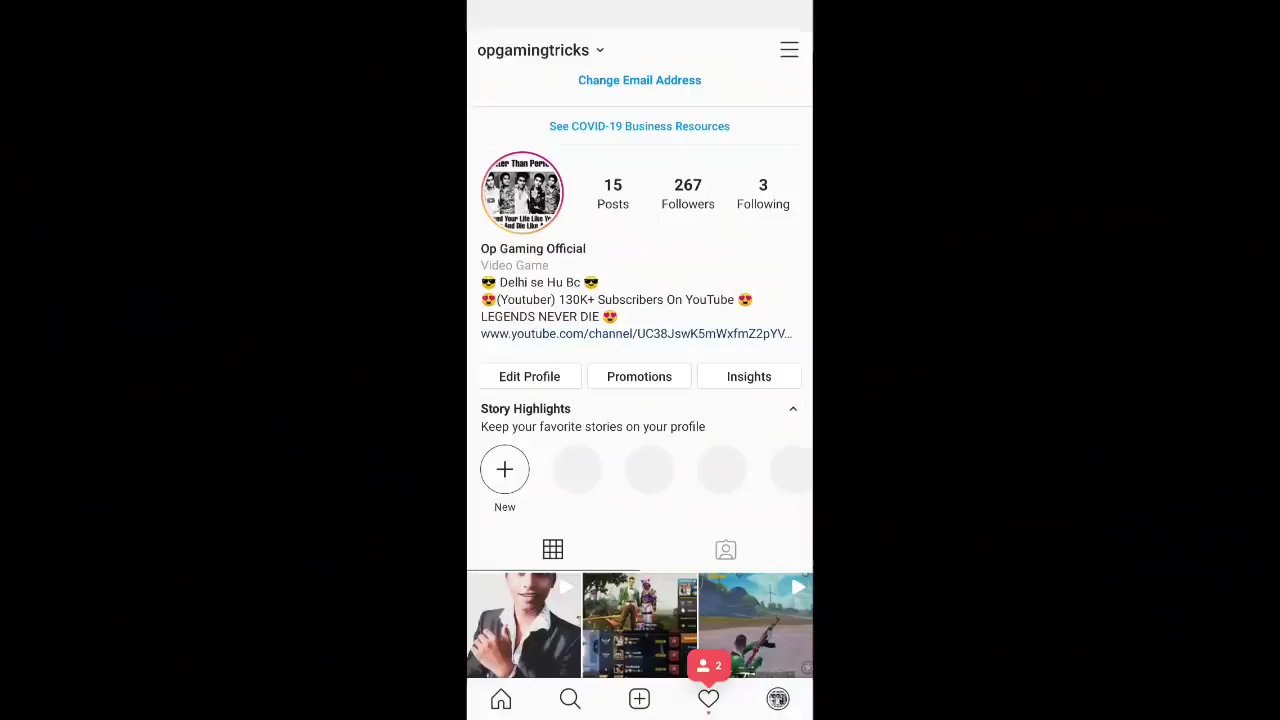 opgamingtricks
Change Email Address
See COVID-19 Business Resources
15
Posts
267
Followers
3
Following
Op Gaming Official
Video Game
😎 Delhi se Hu Bc 😎
😍(Youtuber) 130K+ Subscribers On YouTube 😍
LEGENDS NEVER DIE 😍
www.youtube.com/channel/UC38JswK5mWxfmZ2pYV...
Edit Profile
Promotions
Insights
Story Highlights
Keep your favorite stories on your profile
New
2